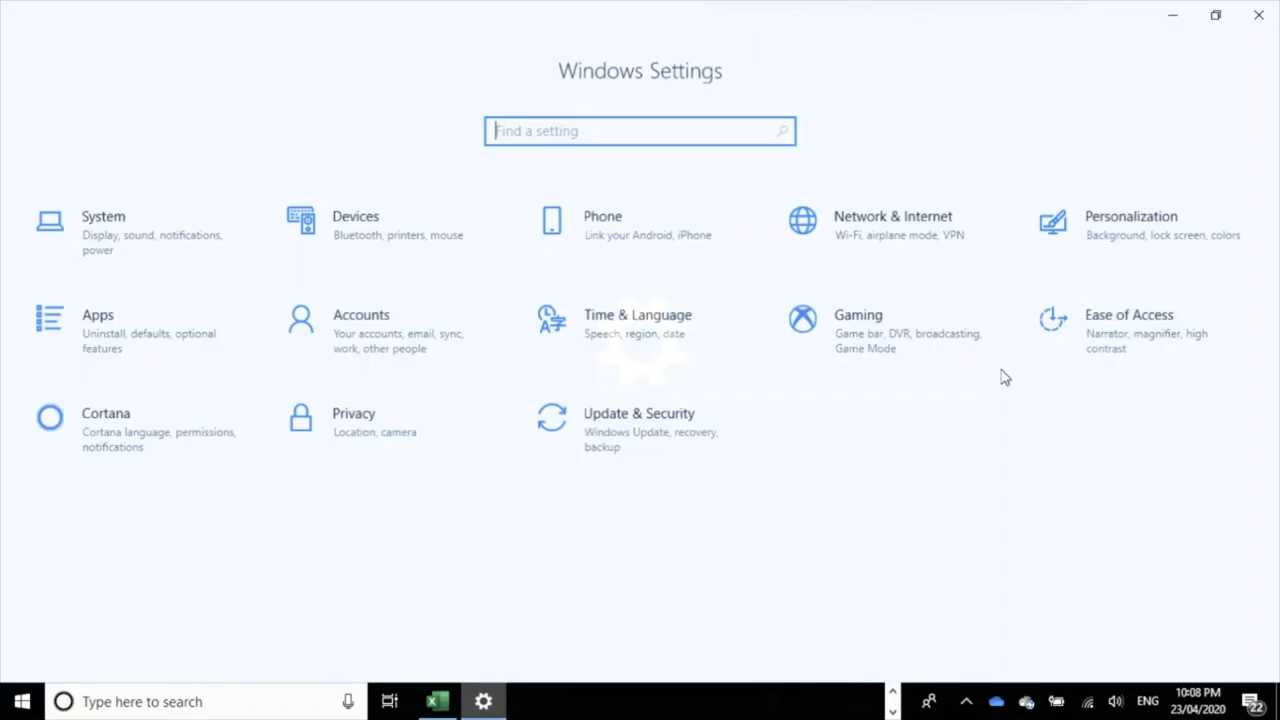 Windows Settings
Find a setting
System
Display, sound, notifications,
power
Devices
Bluetooth, printers, mouse
Phone
Link your Android, iPhone
Network & Internet
Wi-Fi, airplane mode, VPN
Personalization
Background, lock screen, colors
Apps
Uninstall, defaults, optional
features
Accounts
Your accounts, email, sync,
work, other people
Time & Language
Speech, region, date
Gaming
Game bar, DVR, broadcasting,
Game Mode
Ease of Access
Narrator, magnifier, high
contrast
Cortana
Cortana language, permissions,
notifications
Privacy
Location, camera
Update & Security
Windows Update, recovery,
backup
Type here to search
ENG
10:08 PM
23/04/2020
22